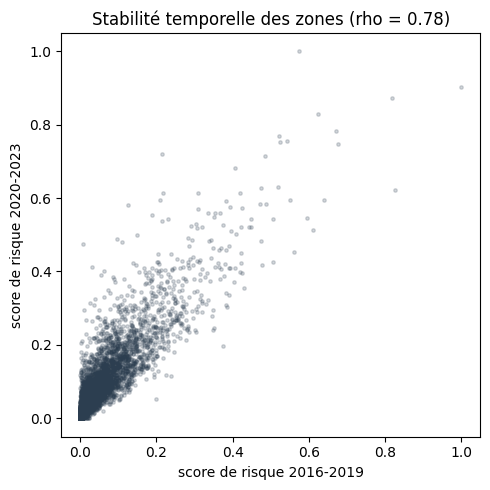 Stabilité temporelle des zones (rho = 0.78)
1.0
0.8
0.6
0.4
0.2
0.0
score de risque 2020-2023
0.0 0.2 0.4 0.6 0.8 1.0
score de risque 2016-2019